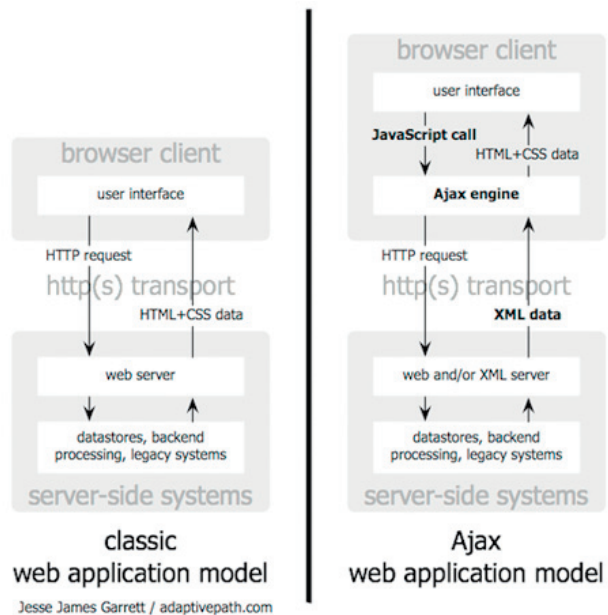 browser client
user interface
HTTP request
http(s) transport
HTML+CSS data
web server
datastores, backend
processing, legacy systems
server-side systems
classic
web application model
Jesse James Garrett / adaptivepath.com
browser client
user interface
JavaScript call
HTML+CSS data
Ajax engine
HTTP request
http(s) transport
XML data
web and/or XML server
datastores, backend
processing, legacy systems
server-side systems
Ajax
web application model